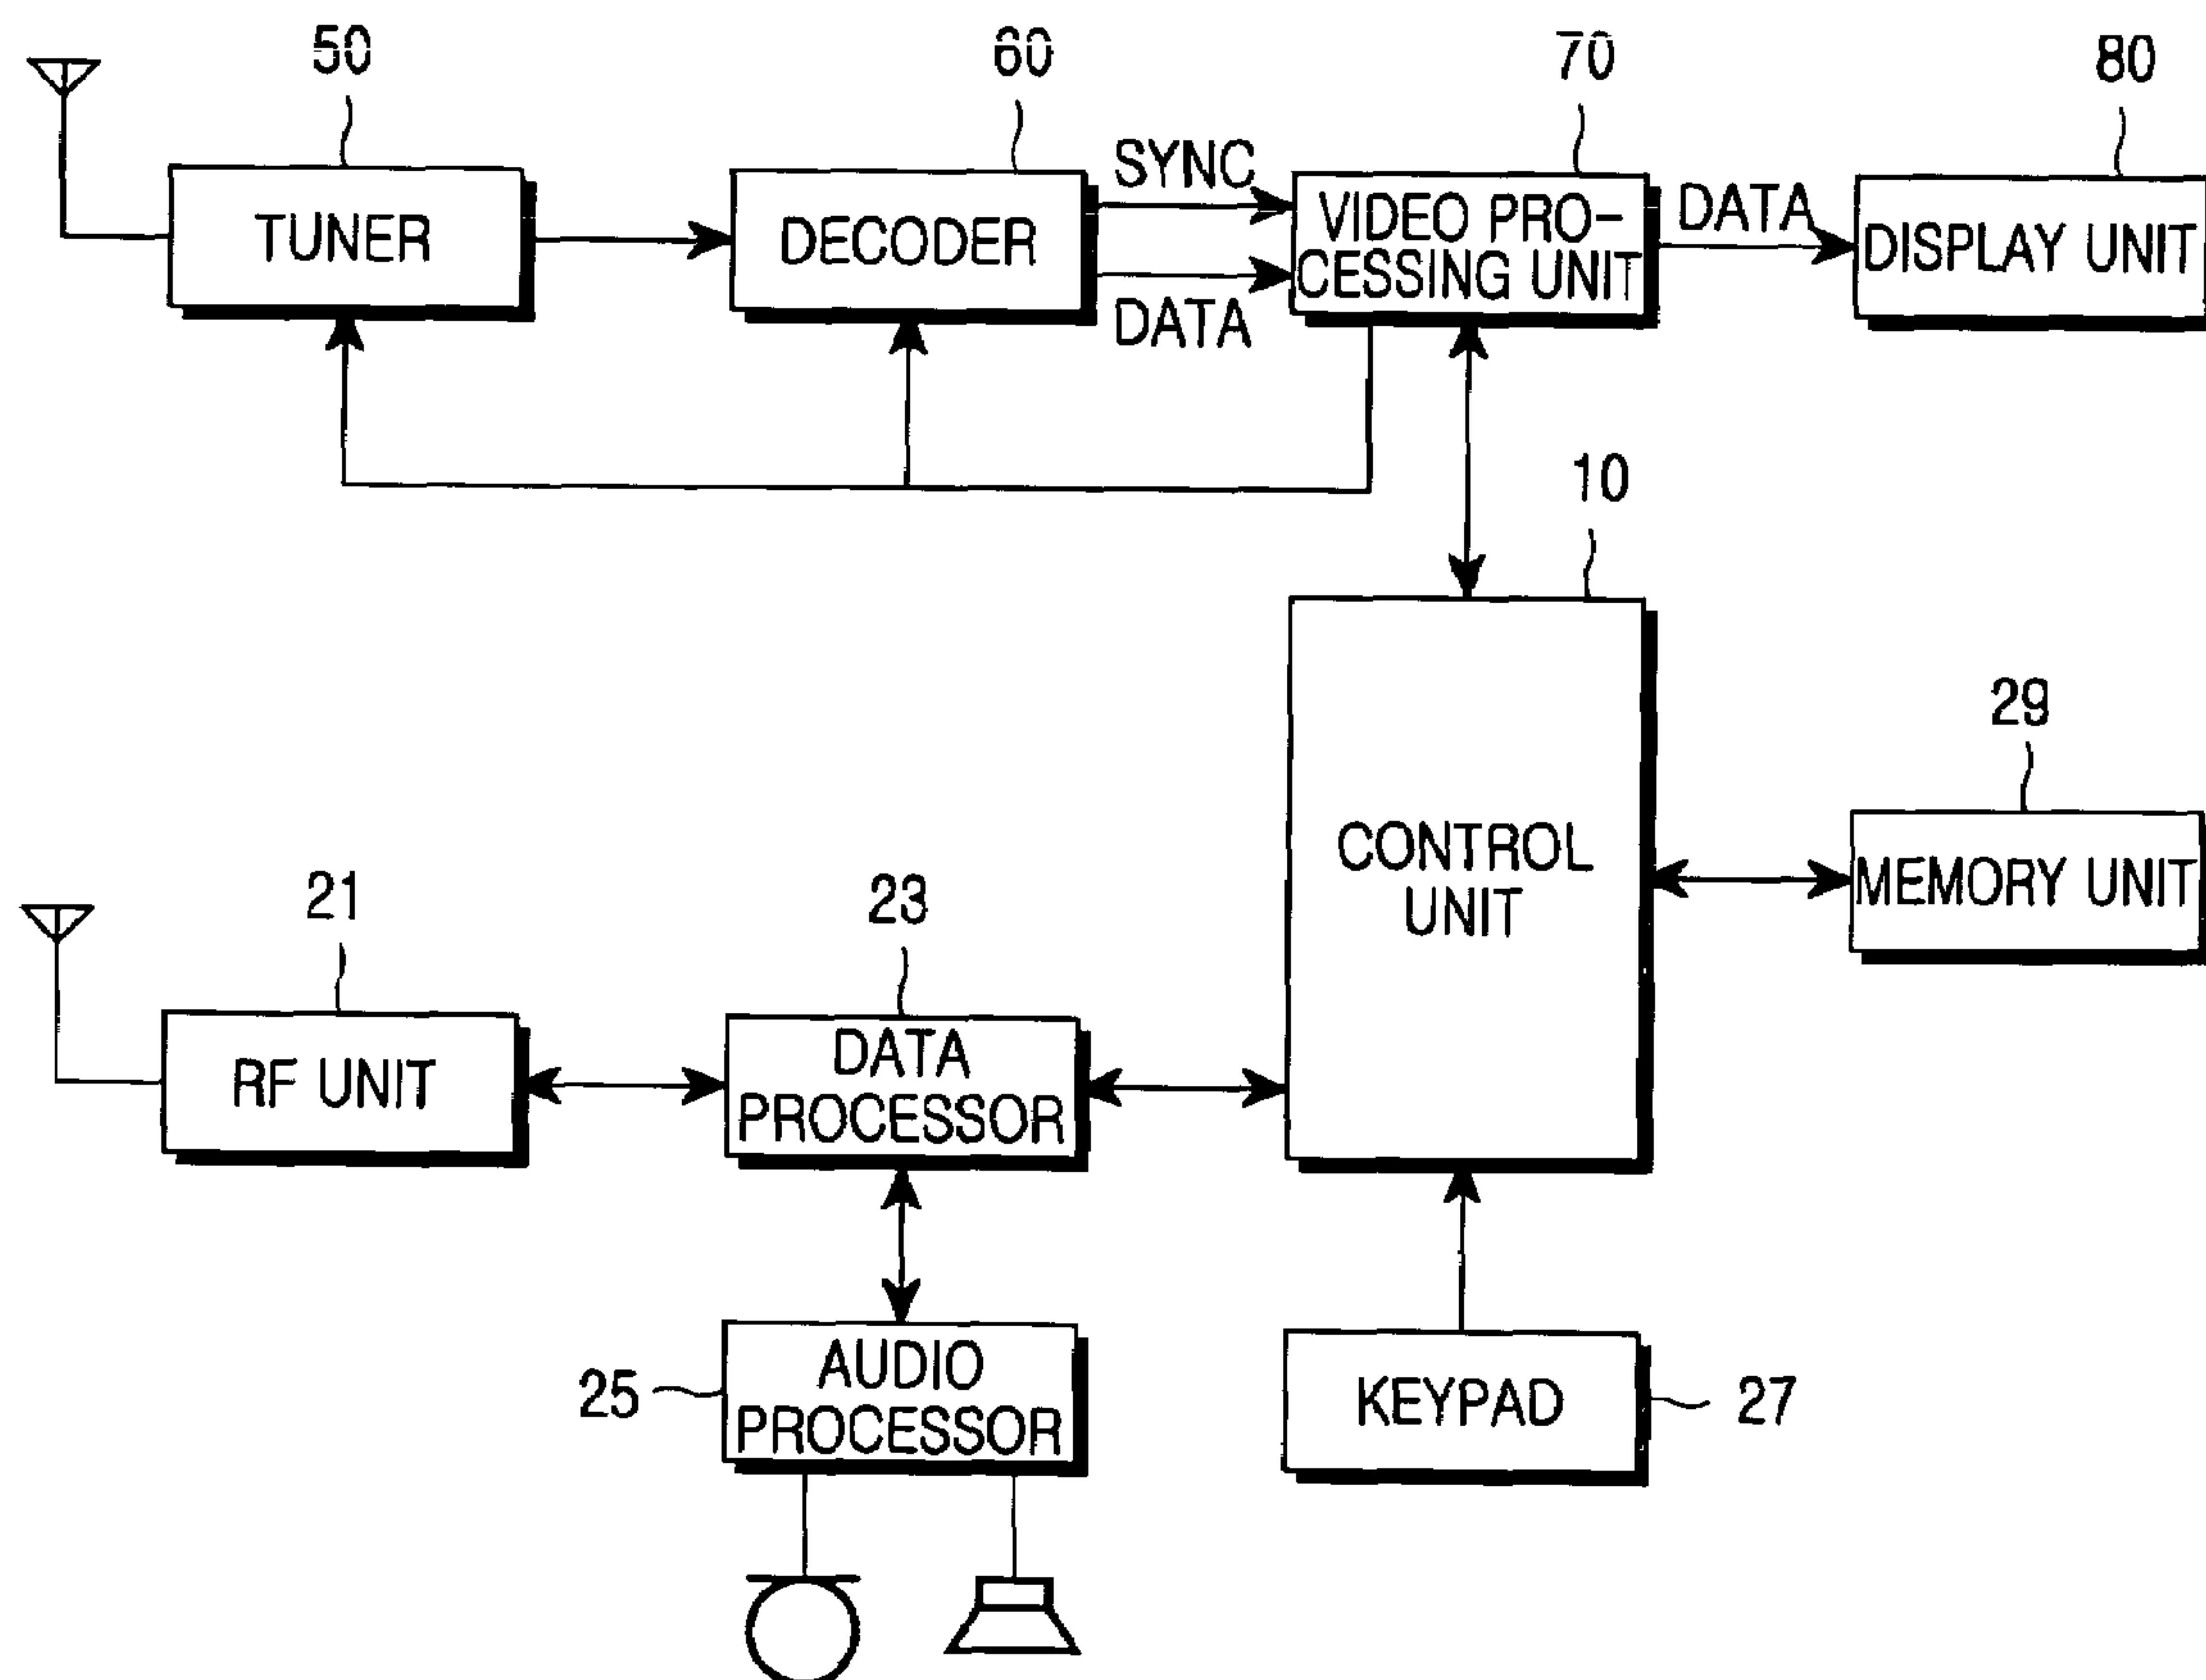 50
60
70
80
TUNER
DECODER
SYNC
DATA
VIDEO PRO-
CESSING UNIT
DATA
DISPLAY UNIT
10
CONTROL
UNIT
29
MEMORY UNIT
21
RF UNIT
23
DATA
PROCESSOR
25
AUDIO
PROCESSOR
KEYPAD
27